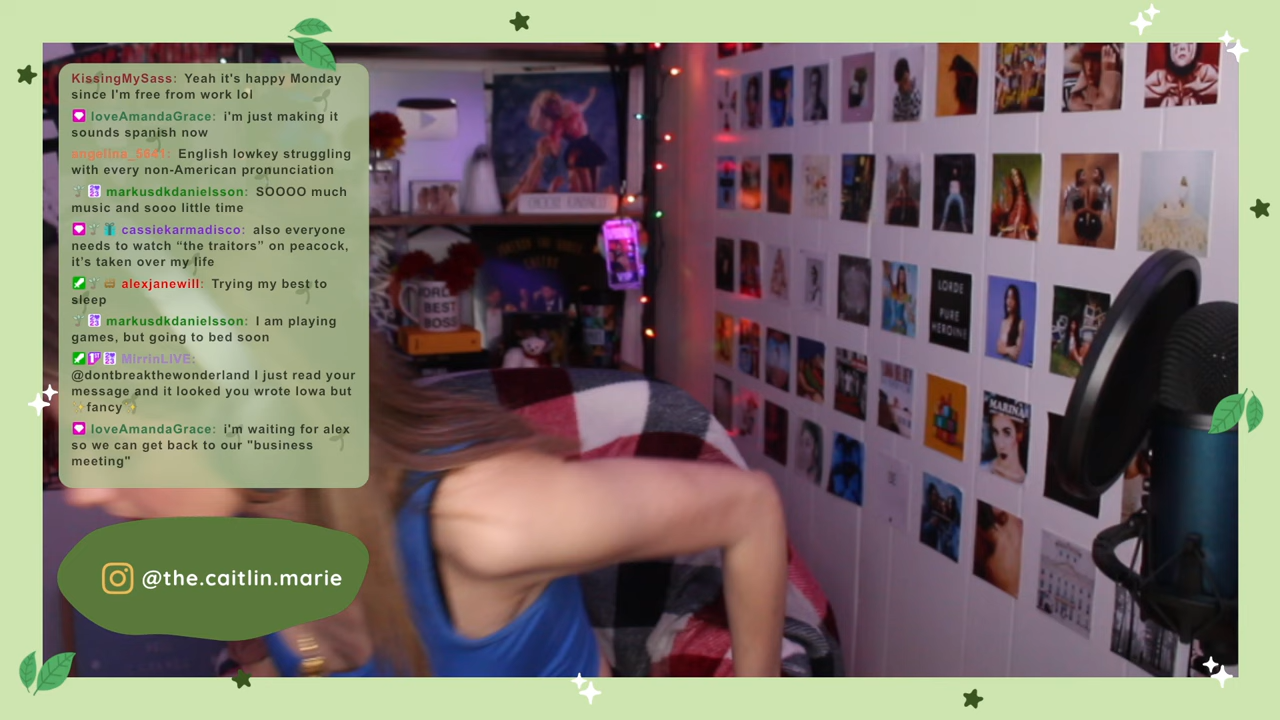 KissingMySass: Yeah it's happy Monday
since I'm free from work lol
loveAmandaGrace: i'm just making it
sounds spanish now
angelina_5641: English lowkey struggling
with every non-American pronunciation
markusdkdanielsson: SOOOO much
music and sooo little time
cassiekarmadisco: also everyone
needs to watch “the traitors” on peacock,
it's taken over my life
alexjanewill: Trying my best to
sleep
markusdkdanielsson: I am playing
games, but going to bed soon
MirrinLIVE:
@dontbreakthewonderland I just read your
message and it looked you wrote Iowa but
✨fancy✨
loveAmandaGrace: i'm waiting for alex
so we can get back to our "business
meeting"
@the.caitlin.marie
WORLD'S
BEST
BOSS
LORDE
PURE
HEROINE
MARINA